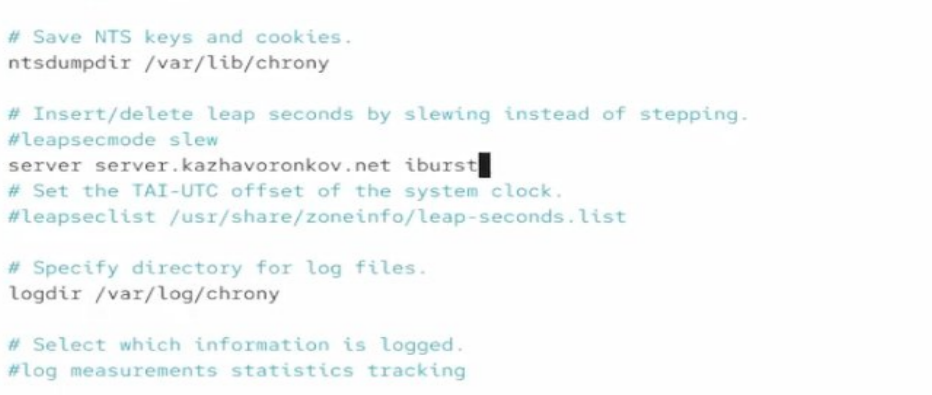 # Save NTS keys and cookies.
ntsdumpdir /var/lib/chrony
# Insert/delete leap seconds by slewing instead of stepping.
#leapsecmode slew
server server.kazhavoronkov.net iburst
# Set the TAI-UTC offset of the system clock.
#leapseclist /usr/share/zoneinfo/leap-seconds.list
# Specify directory for log files.
logdir /var/log/chrony
# Select which information is logged.
#log measurements statistics tracking